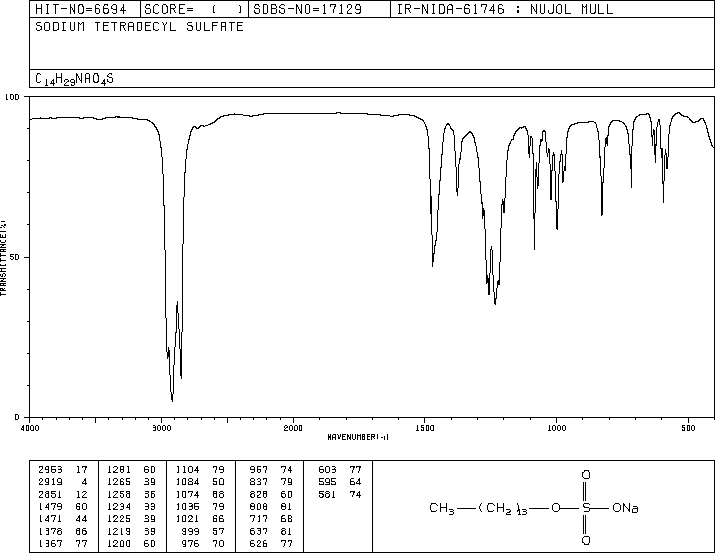 HIT-NO=6694 SCORE= ( ) SDBS-NO=17129 IR-NIDA-61746 : NUJOL MULL
SODIUM TETRADECYL SULFATE
C14H29NAO4S
100
TRANSMITTANCE(%)
50
0
4000 3000 2000 1500 1000 500
WAVENUMBER(-1)
2963 17 1281 60 1104 79 967 74 603 77
2919 4 1265 39 1084 50 837 79 595 64
2851 12 1258 36 1074 68 828 60 581 74
1479 60 1234 33 1036 79 808 81
1471 44 1225 39 1021 66 717 68
1378 66 1219 39 999 57 637 81
1367 77 1200 60 976 70 626 77
O
CH3 (CH2)13 O S ONa
O